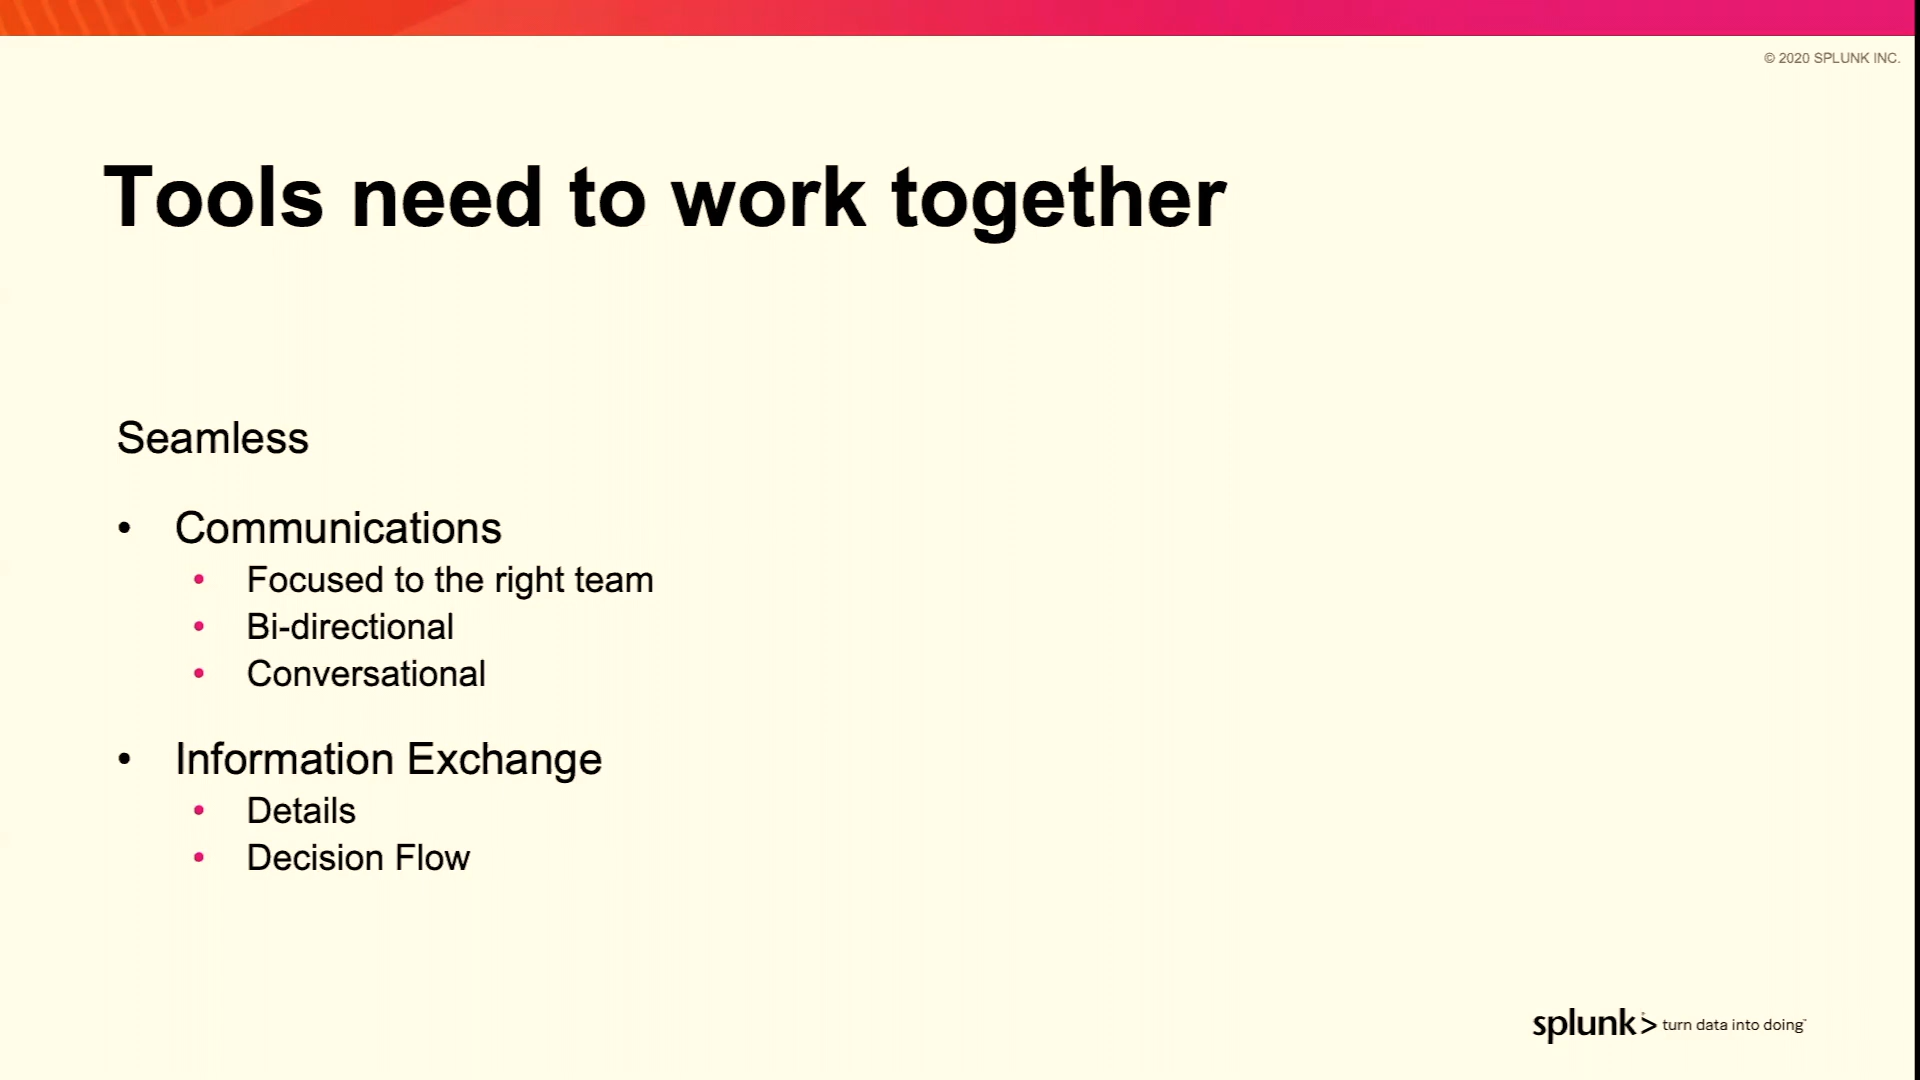 © 2020 SPLUNK INC.
Tools need to work together
Seamless
• Communications
• Focused to the right team
• Bi-directional
• Conversational
• Information Exchange
• Details
• Decision Flow
splunk> turn data into doing™